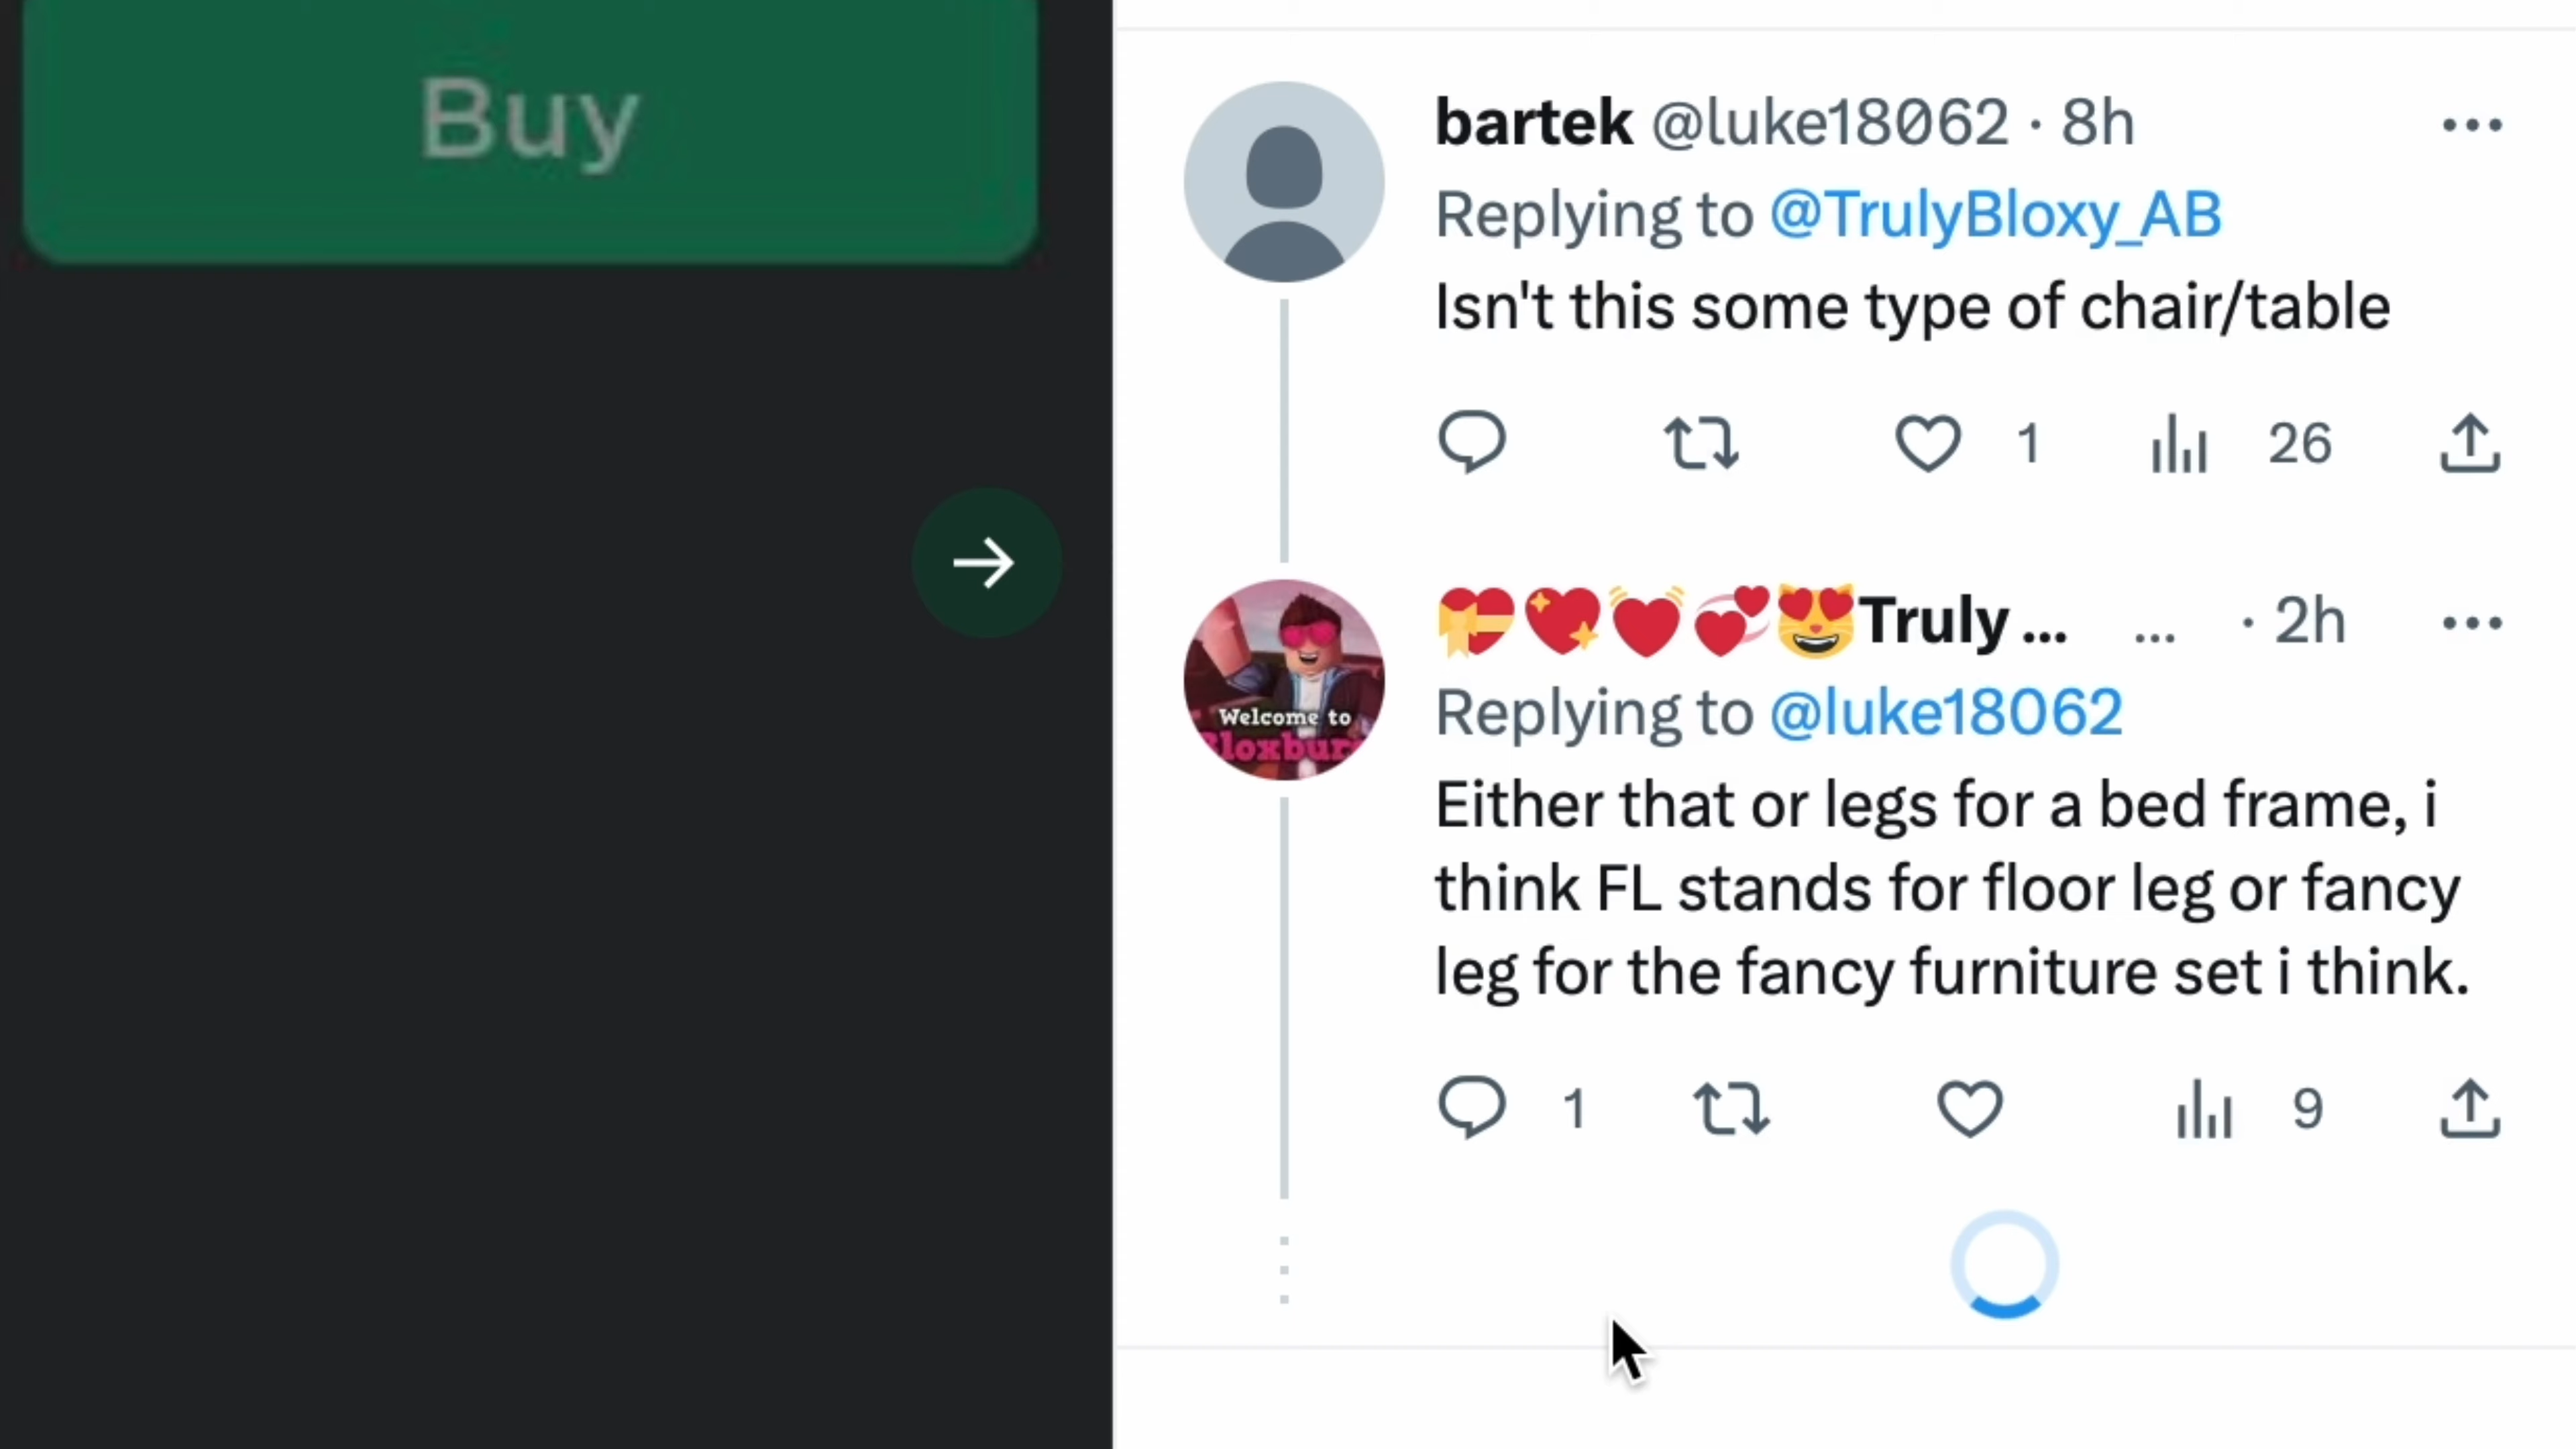 Buy
bartek @luke18062 · 8h
Replying to @TrulyBloxy_AB
Isn't this some type of chair/table
1 26
💝💖💓💞😻Truly ... ... · 2h
Welcome to
Bloxbur
Replying to @luke18062
Either that or legs for a bed frame, i
think FL stands for floor leg or fancy
leg for the fancy furniture set i think.
1 9